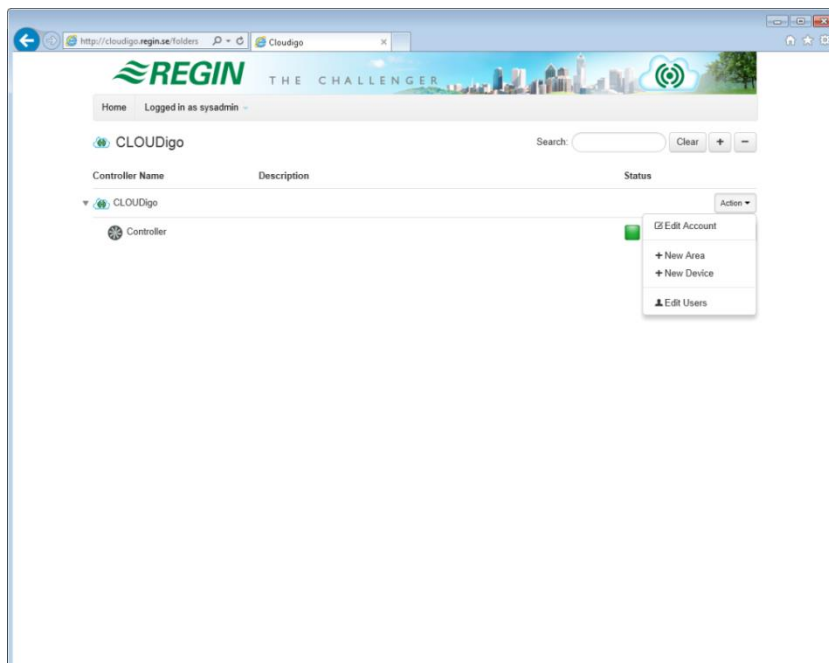 http://cloudigo.regin.se/folders
Cloudigo
REGIN THE CHALLENGER
Home Logged in as sysadmin
CLOUDigo Search: Clear + −
Controller Name Description Status
CLOUDigo Action
Controller
Edit Account
+ New Area
+ New Device
Edit Users